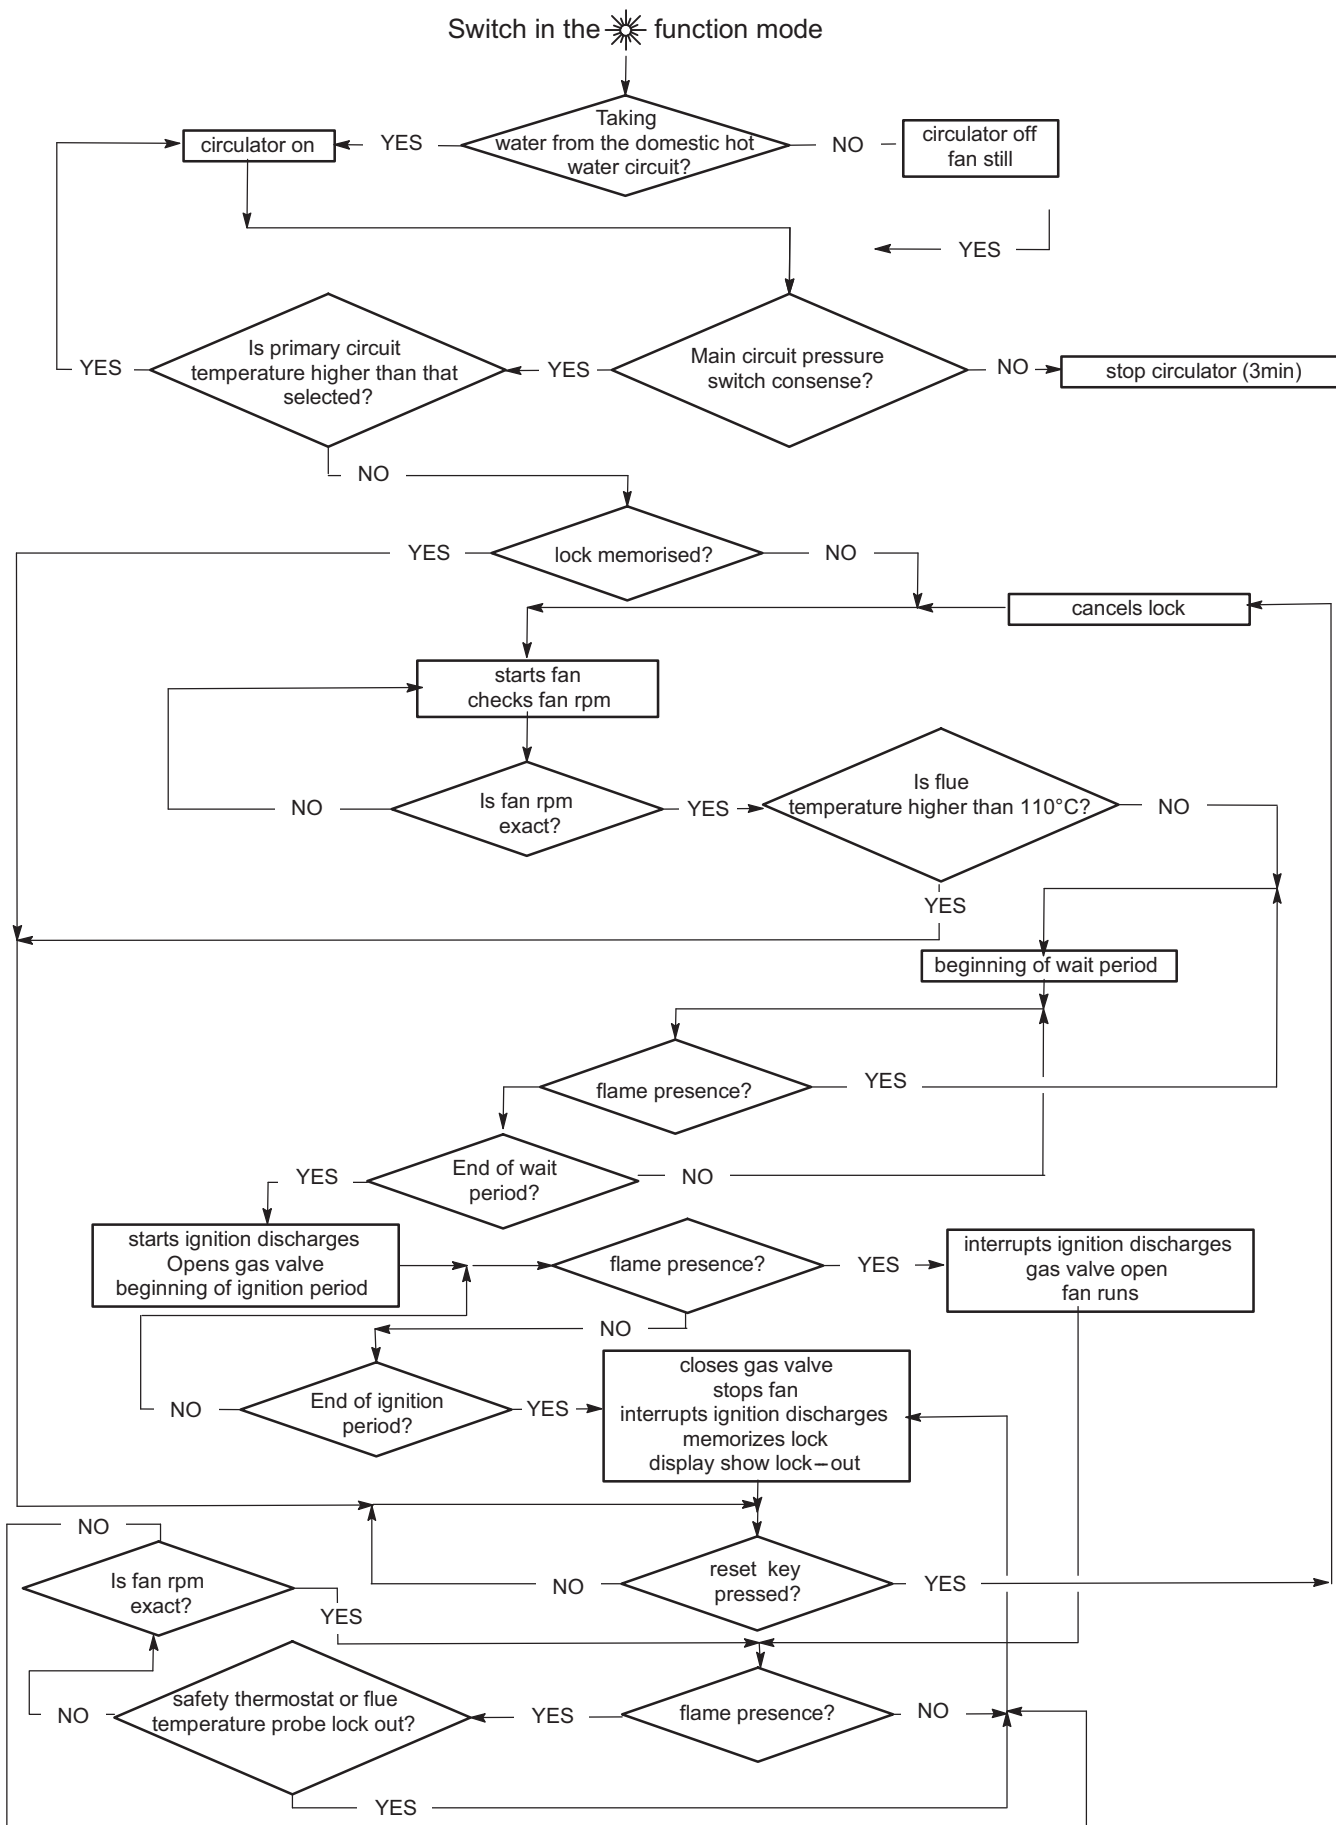 Switch in the function mode
Taking
water from the domestic hot
water circuit?
YES
circulator on
NO
circulator off
fan still
YES
Is primary circuit
temperature higher than that
selected?
YES
YES
Main circuit pressure
switch consense?
NO
stop circulator (3min)
NO
YES
lock memorised?
NO
cancels lock
starts fan
checks fan rpm
NO
Is fan rpm
exact?
YES
Is flue
temperature higher than 110°C?
NO
YES
beginning of wait period
flame presence?
YES
YES
End of wait
period?
NO
starts ignition discharges
Opens gas valve
beginning of ignition period
flame presence?
YES
interrupts ignition discharges
gas valve open
fan runs
NO
NO
End of ignition
period?
YES
closes gas valve
stops fan
interrupts ignition discharges
memorizes lock
display show lock–out
NO
Is fan rpm
exact?
YES
NO
reset key
pressed?
YES
NO
safety thermostat or flue
temperature probe lock out?
YES
flame presence?
NO
YES